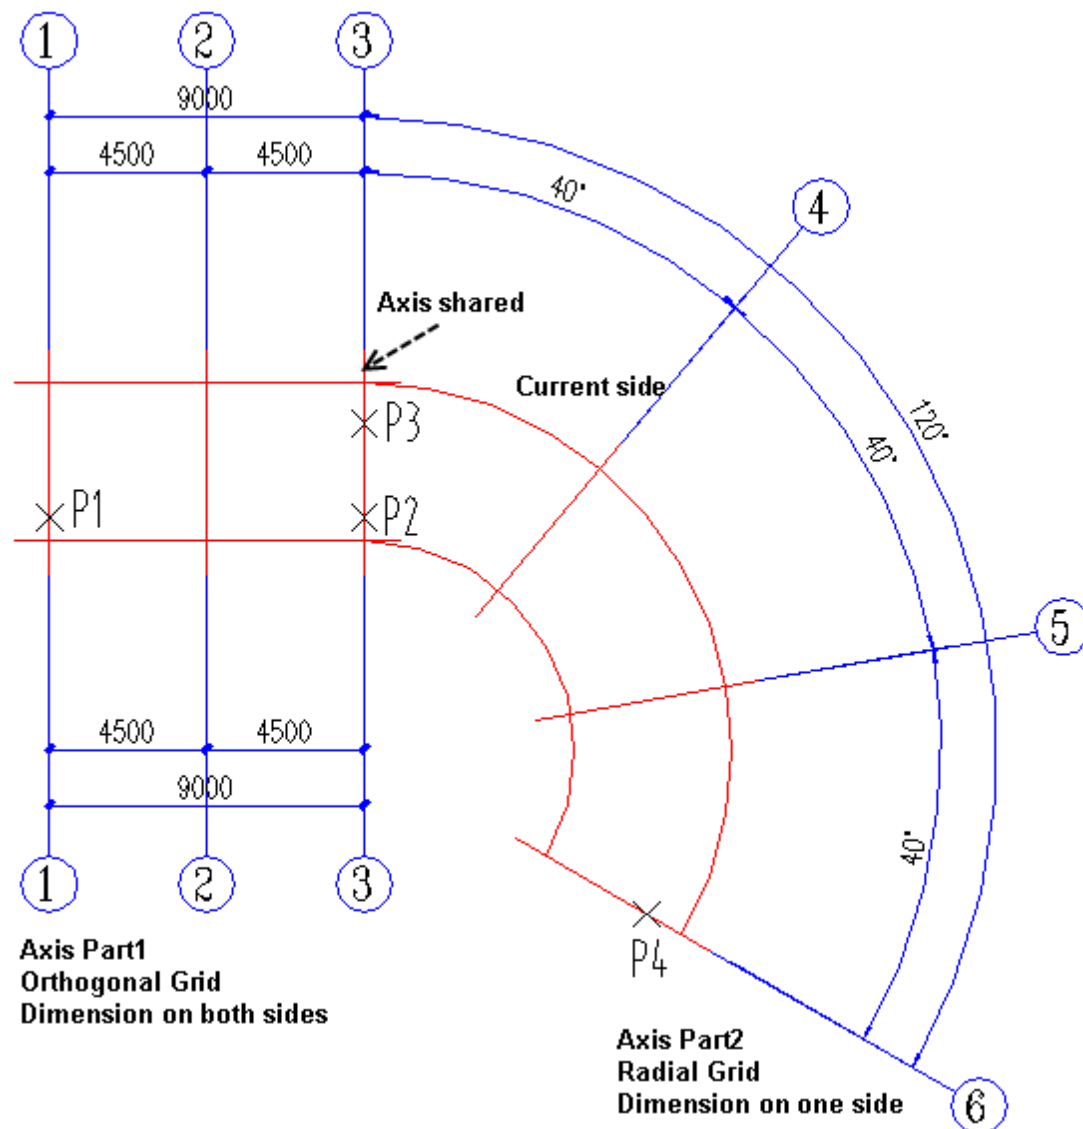 1 2 3
9000
4500 4500
40°
4
Axis shared
Current side
120°
40°
P3
P1 P2
5
4500 4500
9000
40°
1 2 3
Axis Part1
Orthogonal Grid
Dimension on both sides
P4
Axis Part2
Radial Grid
Dimension on one side
6